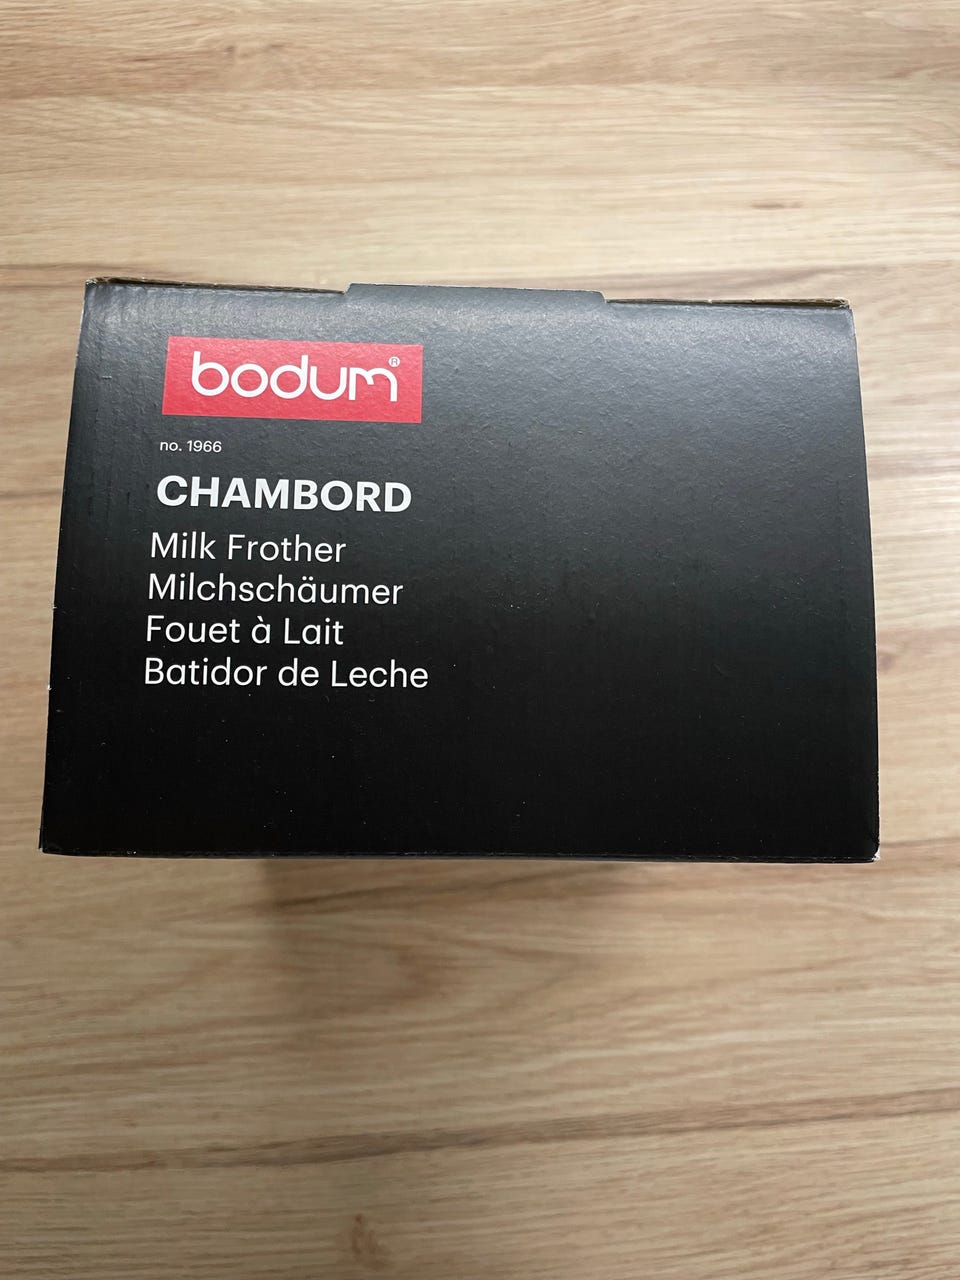 bodum®
no. 1966
CHAMBORD
Milk Frother
Milchschäumer
Fouet à Lait
Batidor de Leche